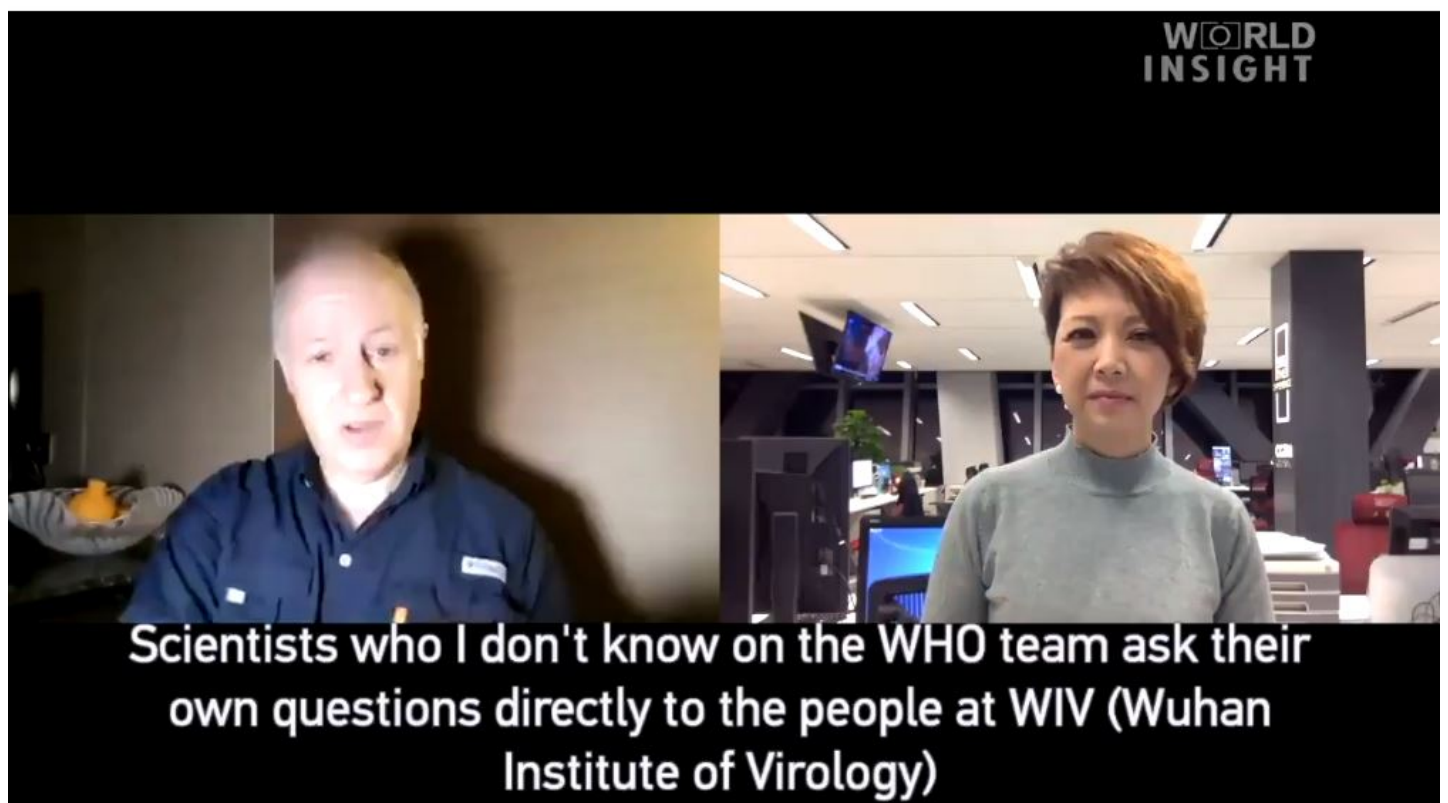 WORLD
INSIGHT
Scientists who I don't know on the WHO team ask their
own questions directly to the people at WIV (Wuhan
Institute of Virology)